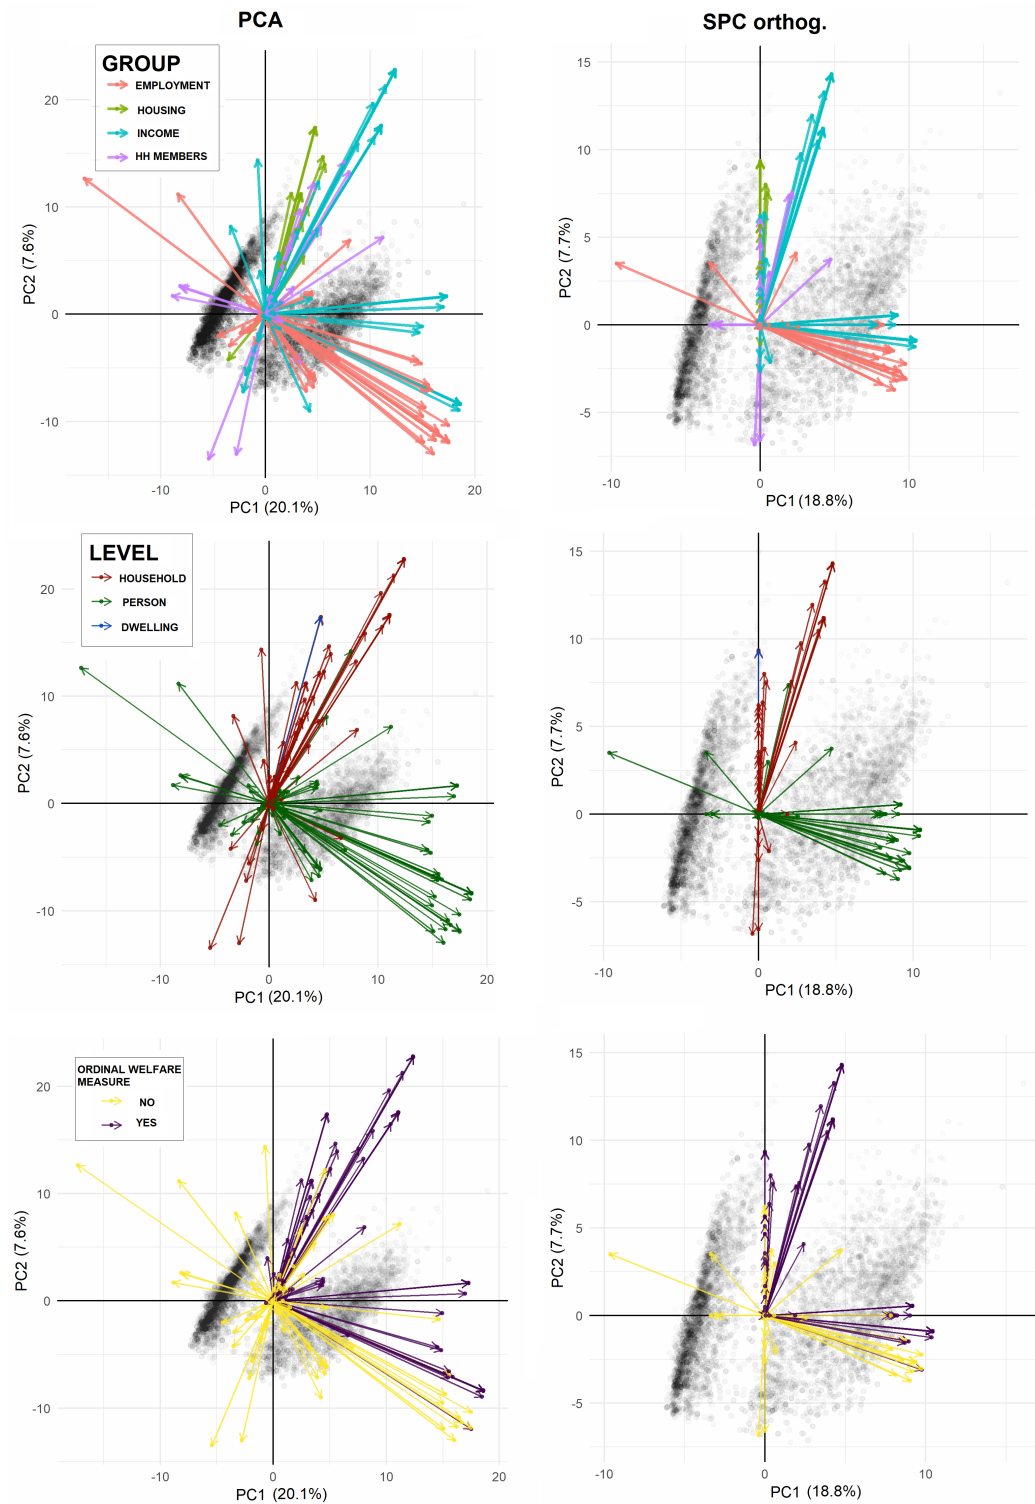 PCA
SPC orthog.
GROUP
EMPLOYMENT
HOUSING
INCOME
HH MEMBERS
20
10
0
-10
PC2 (7.6%)
-10
0
10
20
PC1 (20.1%)
15
10
5
0
-5
PC2 (7.7%)
-10
0
10
PC1 (18.8%)
LEVEL
HOUSEHOLD
PERSON
DWELLING
20
10
0
-10
PC2 (7.6%)
-10
0
10
20
PC1 (20.1%)
15
10
5
0
-5
PC2 (7.7%)
-10
0
10
PC1 (18.8%)
ORDINAL WELFARE
MEASURE
NO
YES
20
10
0
-10
PC2 (7.6%)
-10
0
10
20
PC1 (20.1%)
15
10
5
0
-5
PC2 (7.7%)
-10
0
10
PC1 (18.8%)